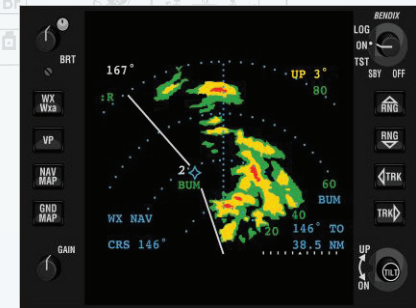 BENDIX
LOG
ON
TST
SBY OFF
BRT
167°
UP 3°
80
:R
WX
Wxa
RNG
VP
RNG
NAV
MAP
2
BUM
60
BUM
TRK
GND
MAP
WX NAV
40
20
146° TO
TRK
CRS 146°
38.5 NM
GAIN
UP
TILT
ON